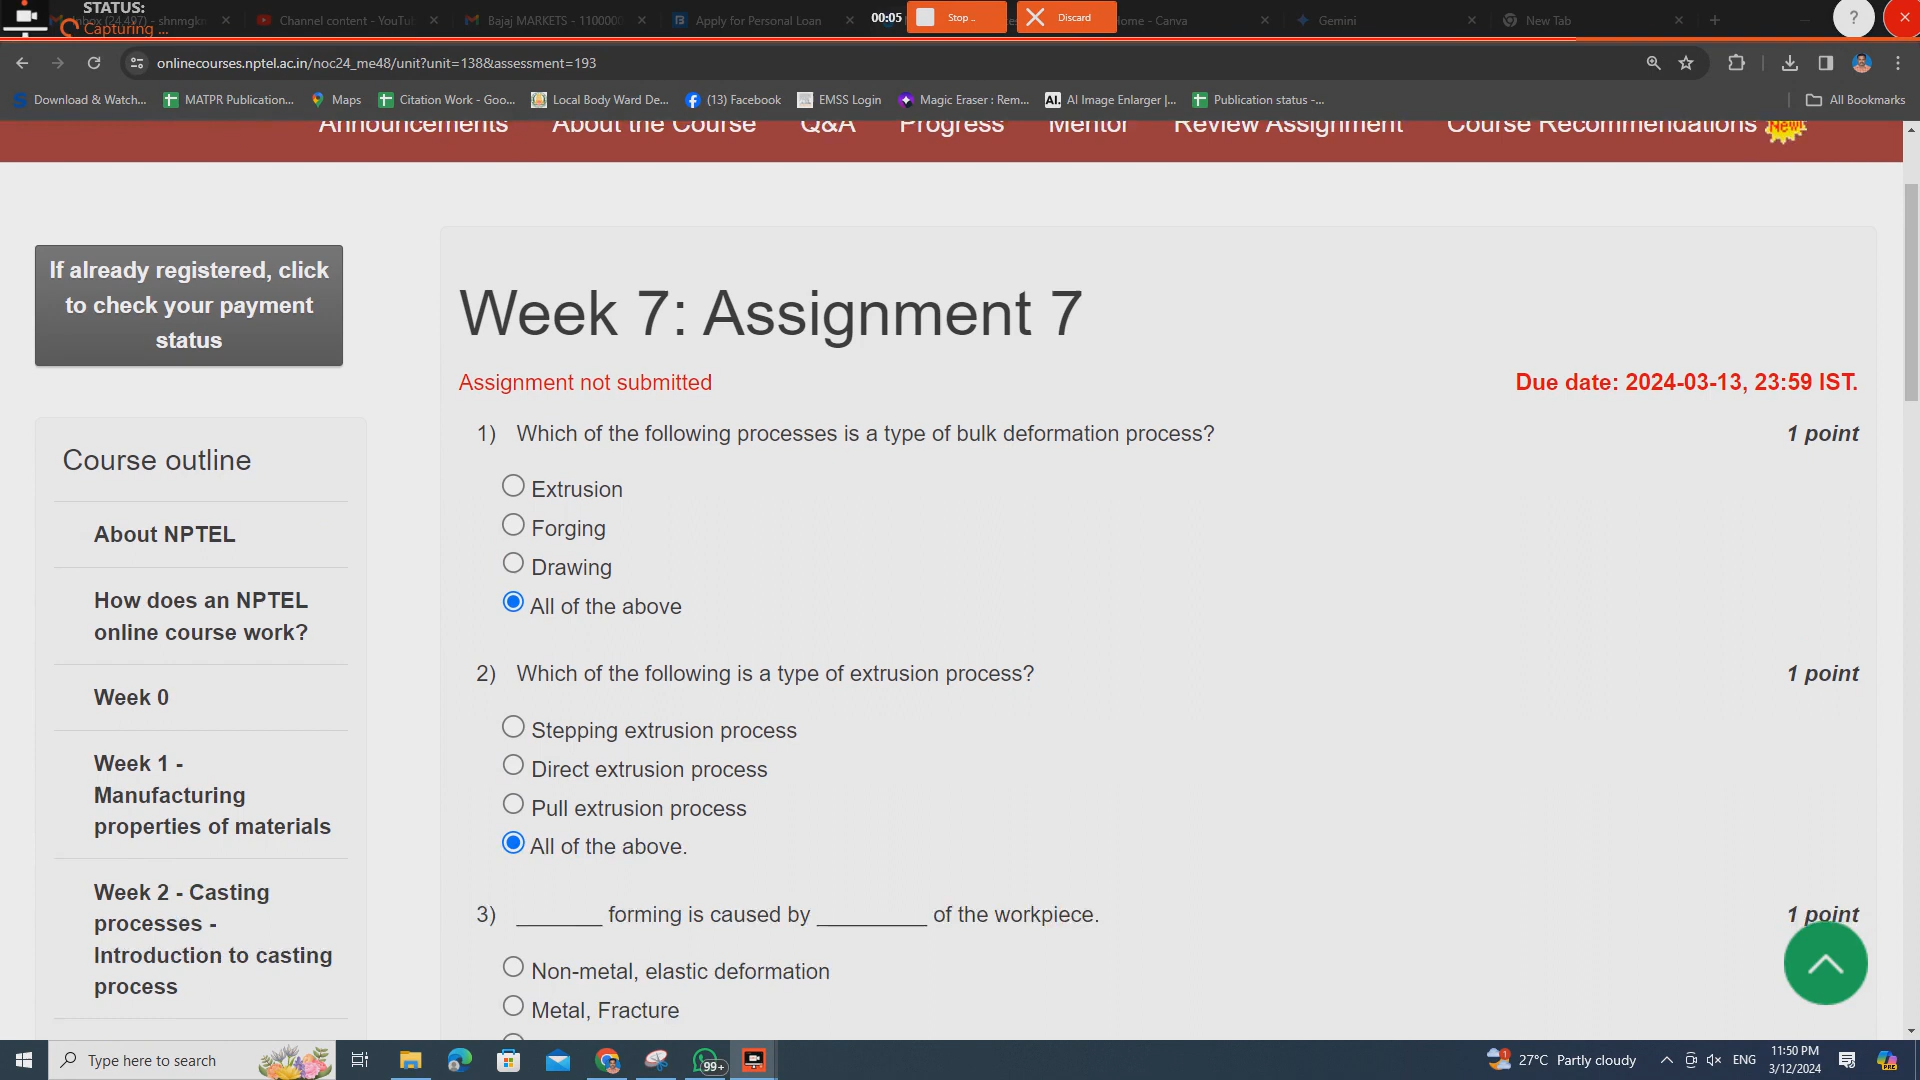 STATUS:
Capturing ...
Inbox (24,497) - shnmgk
Channel content - YouTu
Bajaj MARKETS - 1100000
Apply for Personal Loan
00:05
Stop ..
Discard
Home - Canva
Gemini
New Tab
?
onlinecourses.nptel.ac.in/noc24_me48/unit?unit=138&assessment=193
Download & Watch...
MATPR Publication...
Maps
Citation Work - Goo...
Local Body Ward De...
(13) Facebook
EMSS Login
Magic Eraser : Rem...
AI Image Enlarger |...
Publication status -...
All Bookmarks
Announcements
About the Course
Q&A
Progress
Mentor
Review Assignment
Course Recommendations
New!
If already registered, click
to check your payment
status
Course outline
About NPTEL
How does an NPTEL
online course work?
Week 0
Week 1 -
Manufacturing
properties of materials
Week 2 - Casting
processes -
Introduction to casting
process
Week 7: Assignment 7
Assignment not submitted
Due date: 2024-03-13, 23:59 IST.
1) Which of the following processes is a type of bulk deformation process? 1 point
Extrusion
Forging
Drawing
All of the above
2) Which of the following is a type of extrusion process? 1 point
Stepping extrusion process
Direct extrusion process
Pull extrusion process
All of the above.
3) _______ forming is caused by _________ of the workpiece. 1 point
Non-metal, elastic deformation
Metal, Fracture
Type here to search
99+
27°C Partly cloudy
ENG
11:50 PM
3/12/2024